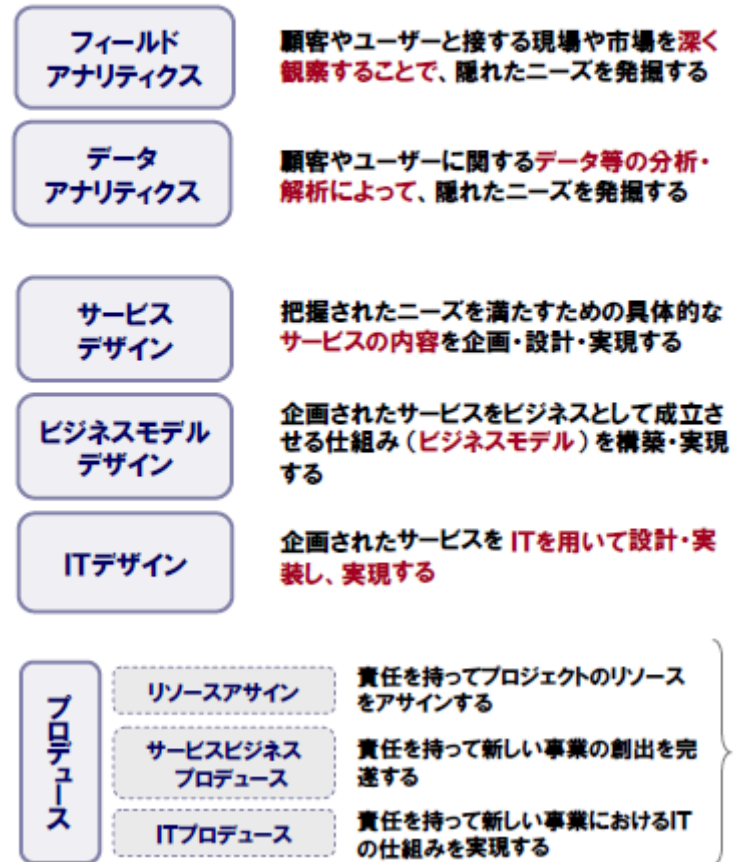 フィールド
アナリティクス
顧客やユーザーと接する現場や市場を深く
観察することで、隠れたニーズを発掘する
データ
アナリティクス
顧客やユーザーに関するデータ等の分析・
解析によって、隠れたニーズを発掘する
サービス
デザイン
把握されたニーズを満たすための具体的な
サービスの内容を企画・設計・実現する
ビジネスモデル
デザイン
企画されたサービスをビジネスとして成立さ
せる仕組み（ビジネスモデル）を構築・実現
する
ITデザイン
企画されたサービスを ITを用いて設計・実
装し、実現する
プロデュース
リソースアサイン
責任を持ってプロジェクトのリソース
をアサインする
サービスビジネス
プロデュース
責任を持って新しい事業の創出を完
遂する
ITプロデュース
責任を持って新しい事業におけるIT
の仕組みを実現する